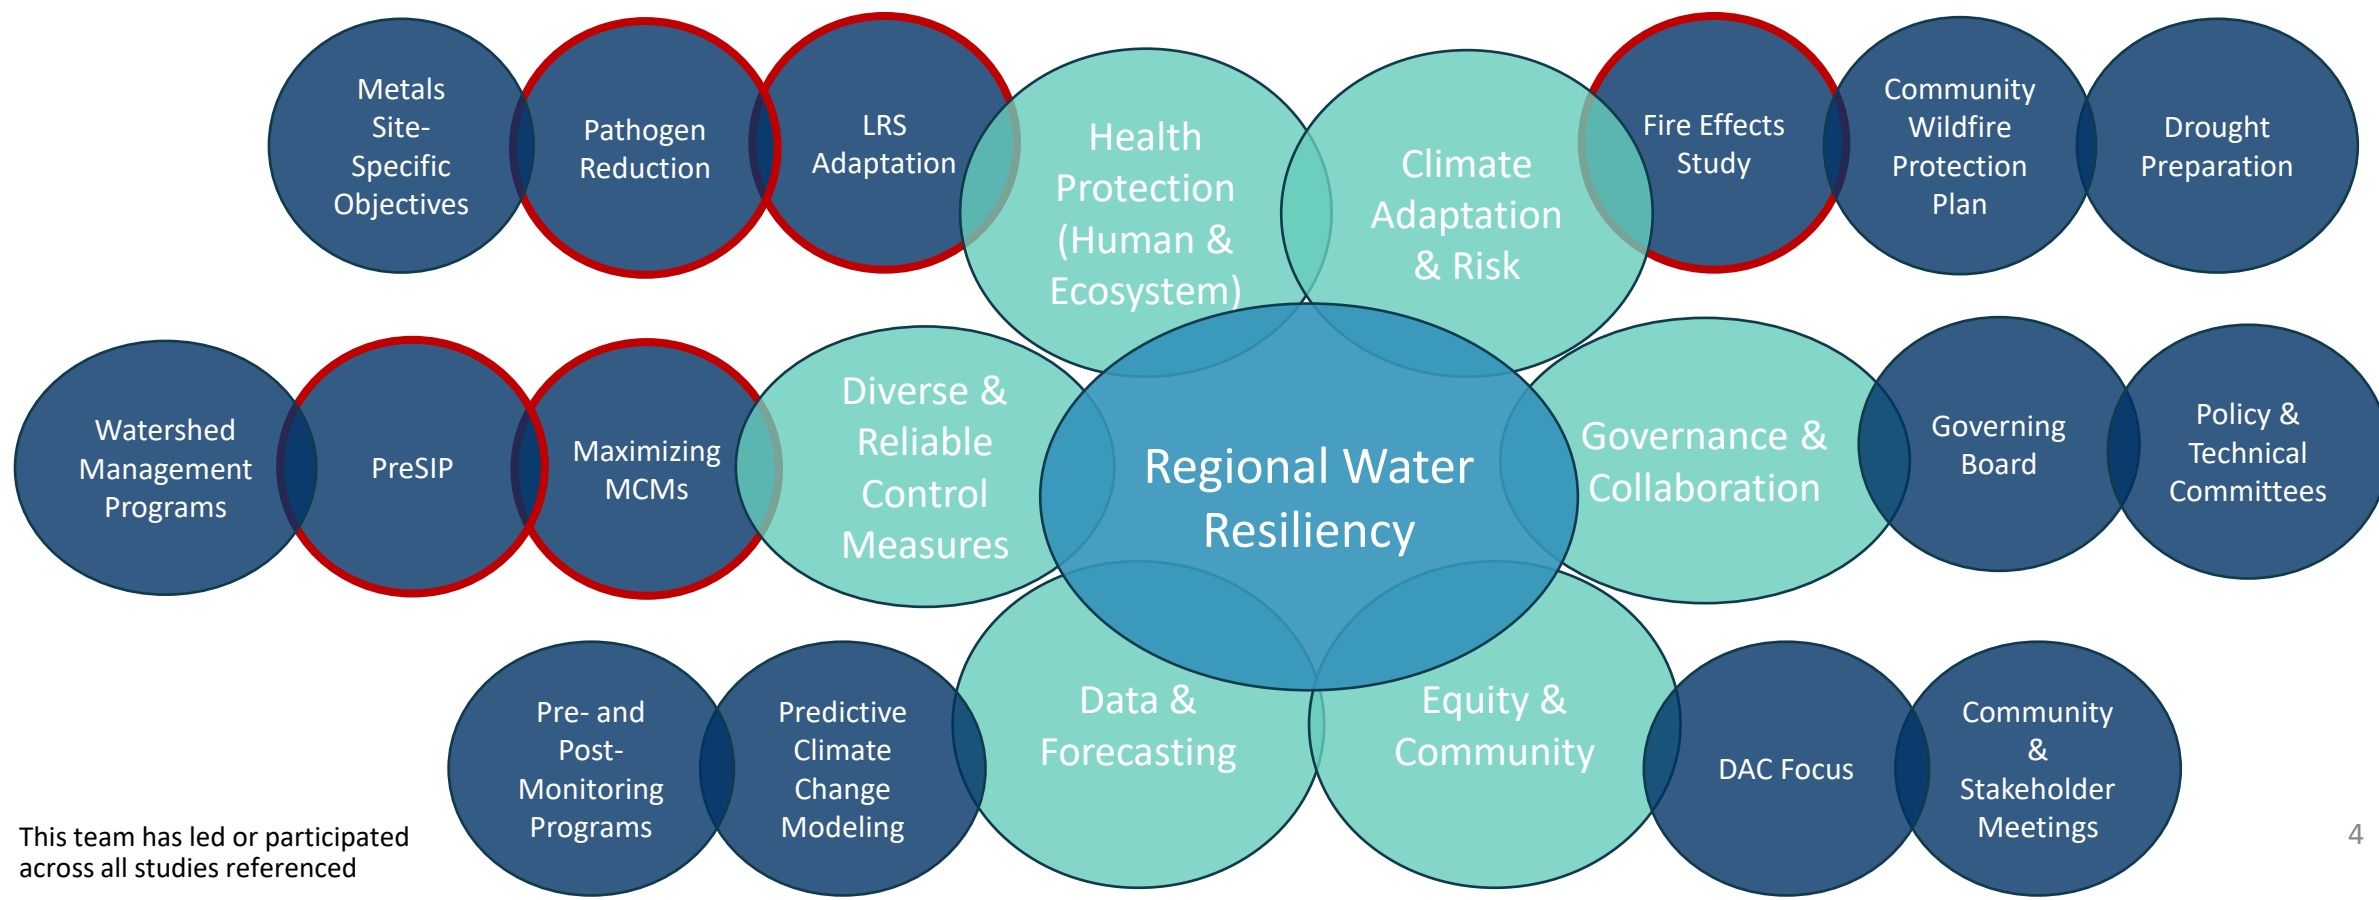 Metals
Site-
Specific
Objectives
Pathogen
Reduction
LRS
Adaptation
Health
Protection
(Human &
Ecosystem)
Climate
Adaptation
& Risk
Fire Effects
Study
Community
Wildfire
Protection
Plan
Drought
Preparation
Watershed
Management
Programs
PreSIP
Maximizing
MCMs
Diverse &
Reliable
Control
Measures
Regional Water
Resiliency
Governance &
Collaboration
Governing
Board
Policy &
Technical
Committees
Pre- and
Post-
Monitoring
Programs
Predictive
Climate
Change
Modeling
Data &
Forecasting
Equity &
Community
DAC Focus
Community
&
Stakeholder
Meetings
This team has led or participated
across all studies referenced
4